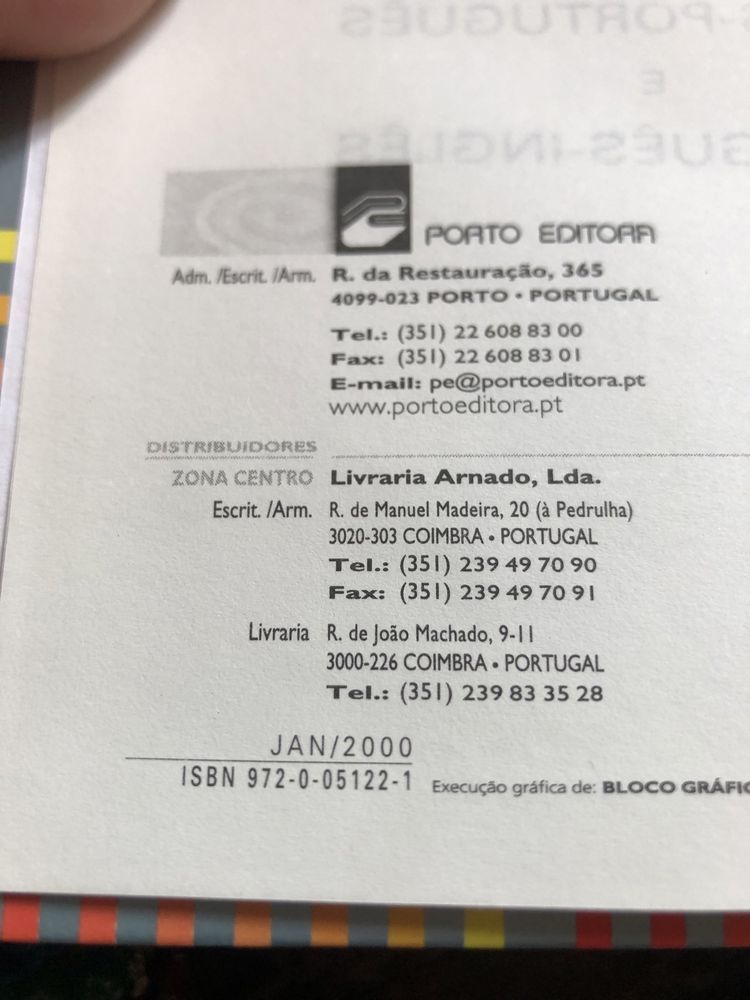 PORTO EDITORA
Adm. /Escrit. /Arm. R. da Restauração, 365
4099-023 PORTO • PORTUGAL
Tel.: (351) 22 608 83 00
Fax: (351) 22 608 83 01
E-mail: pe@portoeditora.pt
www.portoeditora.pt
DISTRIBUIDORES
ZONA CENTRO Livraria Arnado, Lda.
Escrit. /Arm. R. de Manuel Madeira, 20 (à Pedrulha)
3020-303 COIMBRA • PORTUGAL
Tel.: (351) 239 49 70 90
Fax: (351) 239 49 70 91
Livraria R. de João Machado, 9-11
3000-226 COIMBRA • PORTUGAL
Tel.: (351) 239 83 35 28
JAN/2000
ISBN 972-0-05122-1 Execução gráfica de: BLOCO